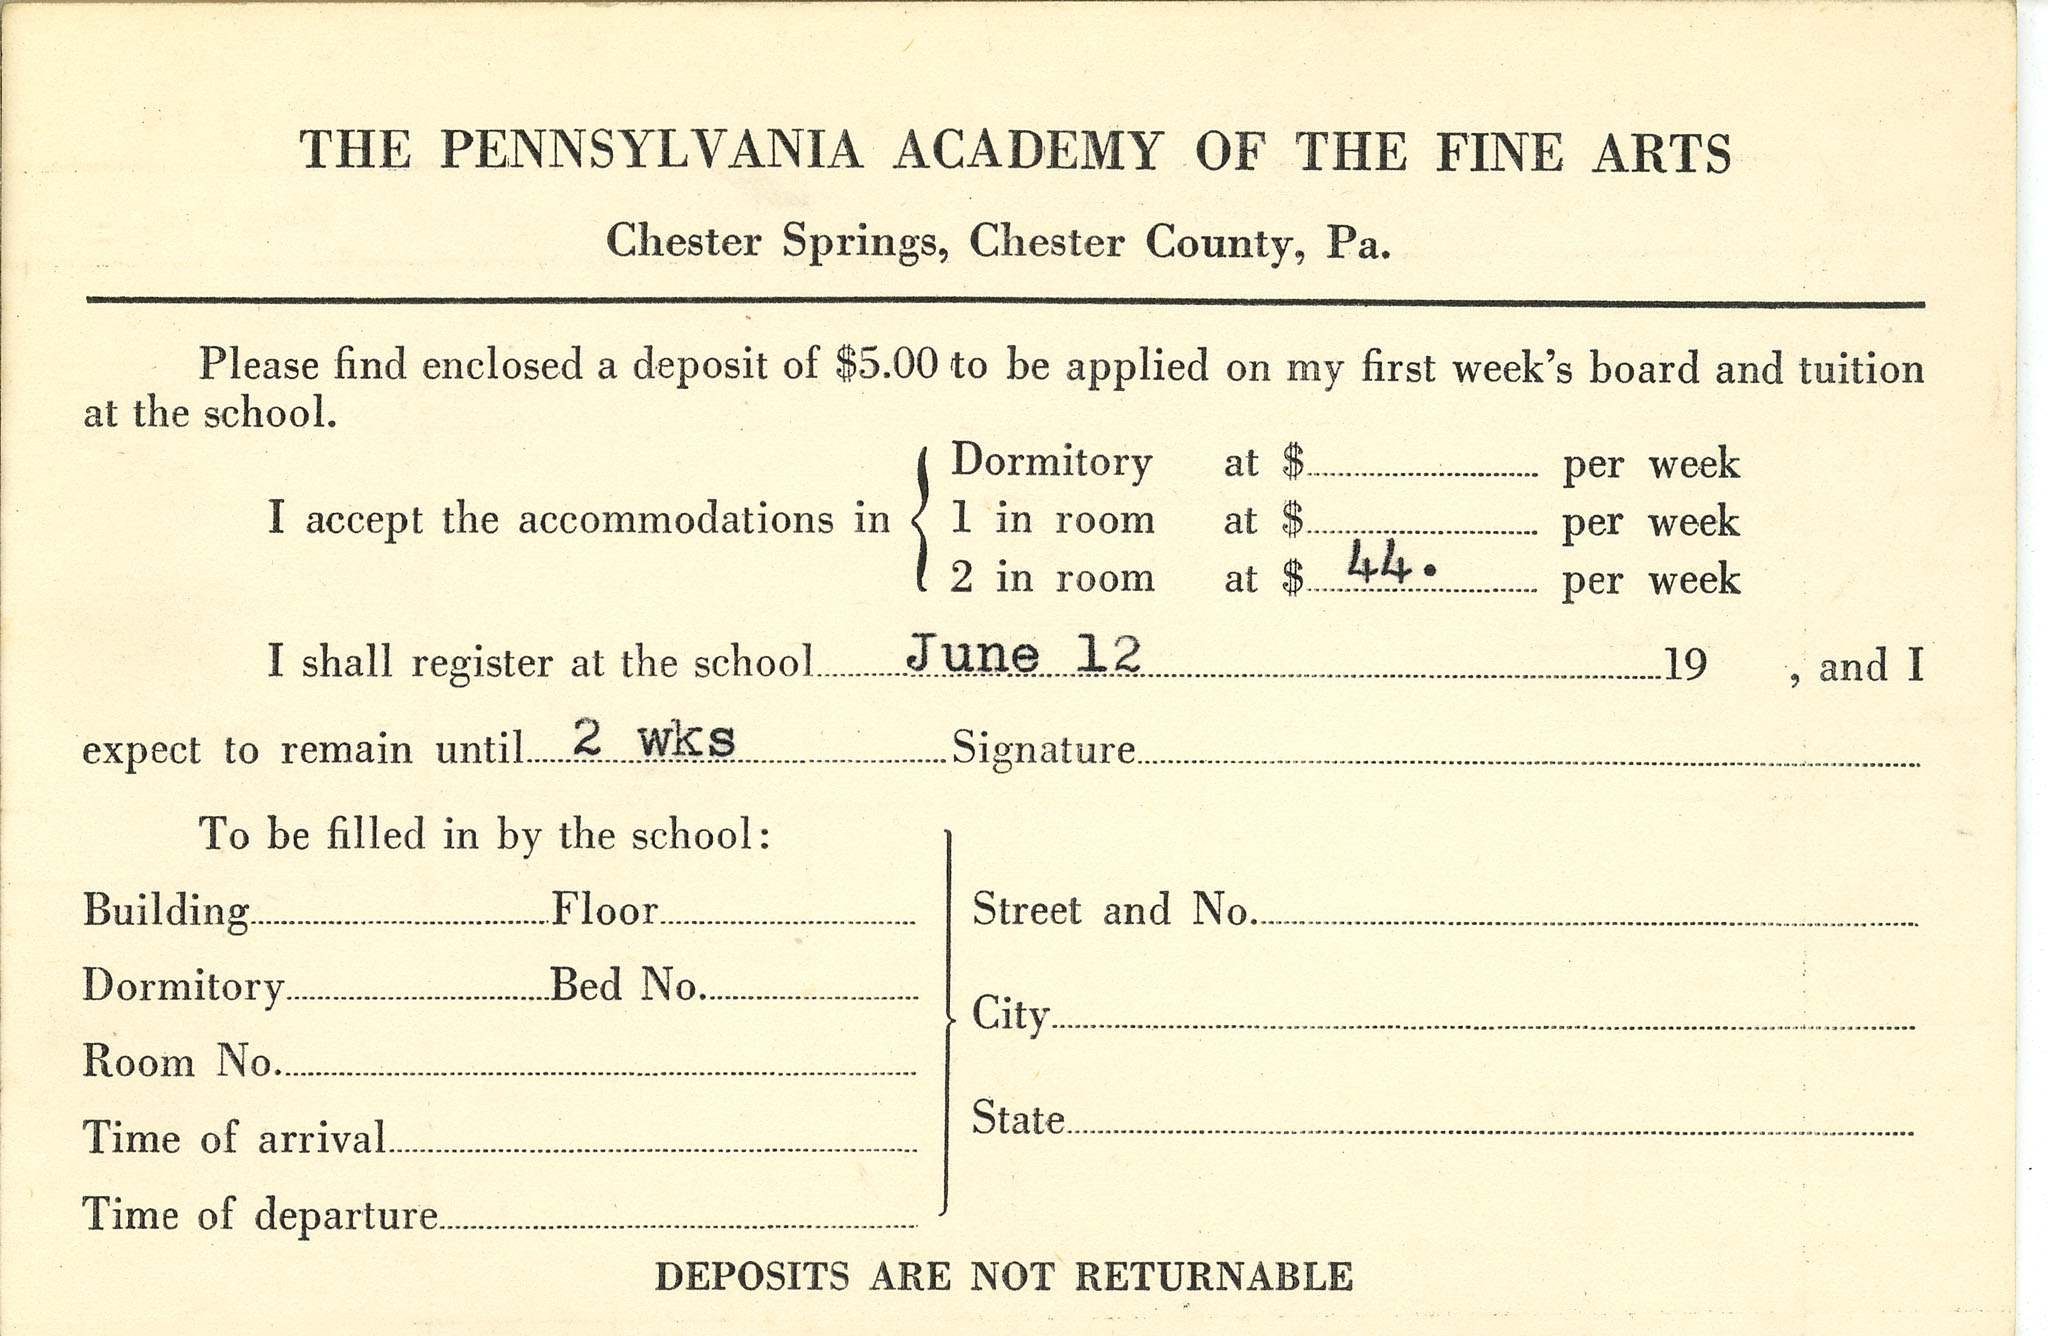 THE PENNSYLVANIA ACADEMY OF THE FINE ARTS
Chester Springs, Chester County, Pa.
Please find enclosed a deposit of $5.00 to be applied on my first week's board and tuition
at the school.
I accept the accommodations in
Dormitory at $ per week
1 in room at $ per week
2 in room at $ 44. per week
I shall register at the school June 12 19 , and I
expect to remain until 2 wks Signature
To be filled in by the school:
Building Floor
Dormitory Bed No.
Room No.
Time of arrival
Time of departure
Street and No.
City
State
DEPOSITS ARE NOT RETURNABLE